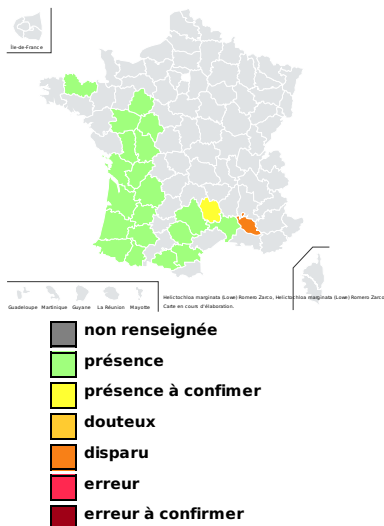 Île-de-France
Guadeloupe Martinique Guyane La Réunion Mayotte
Helictochloa marginata (Lowe) Romero Zarco, Helictochloa marginata (Lowe) Romero Zarco
Carte en cours d'élaboration.
non renseignée
présence
présence à confimer
douteux
disparu
erreur
erreur à confirmer